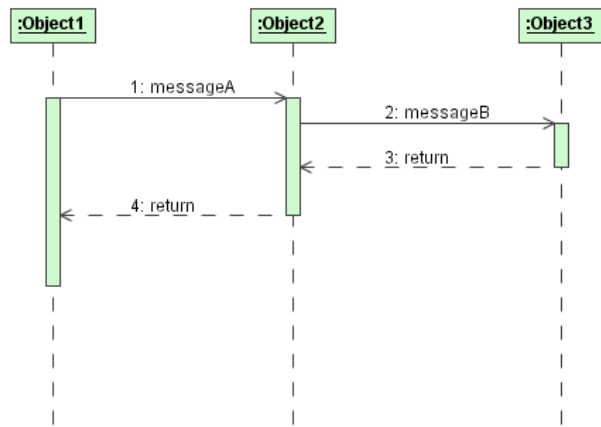 :Object1
:Object2
:Object3
1: messageA
2: messageB
3: return
4: return